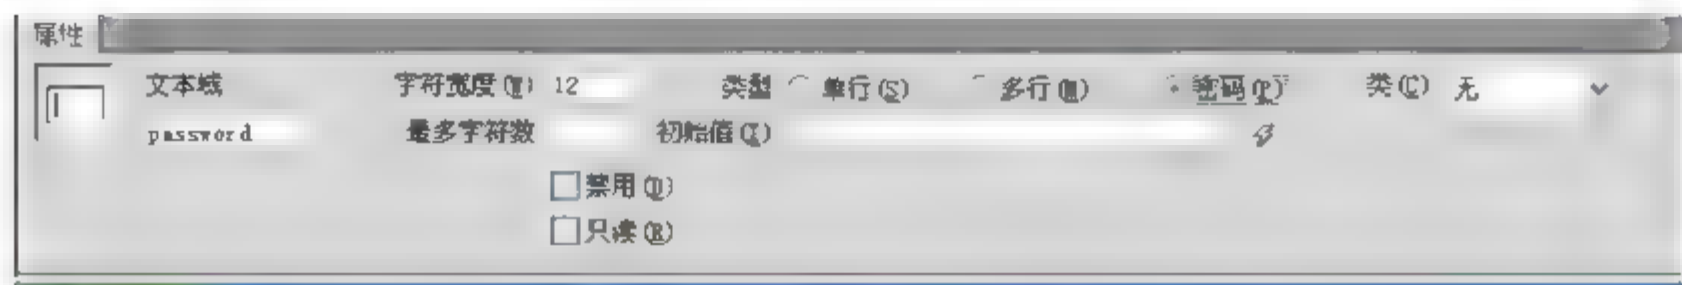 属性
文本域 字符宽度(W) 12 类型 单行(S) 多行(M) 密码(P) 类(C) 无
password 最多字符数 初始值(I)
禁用(D)
只读(R)